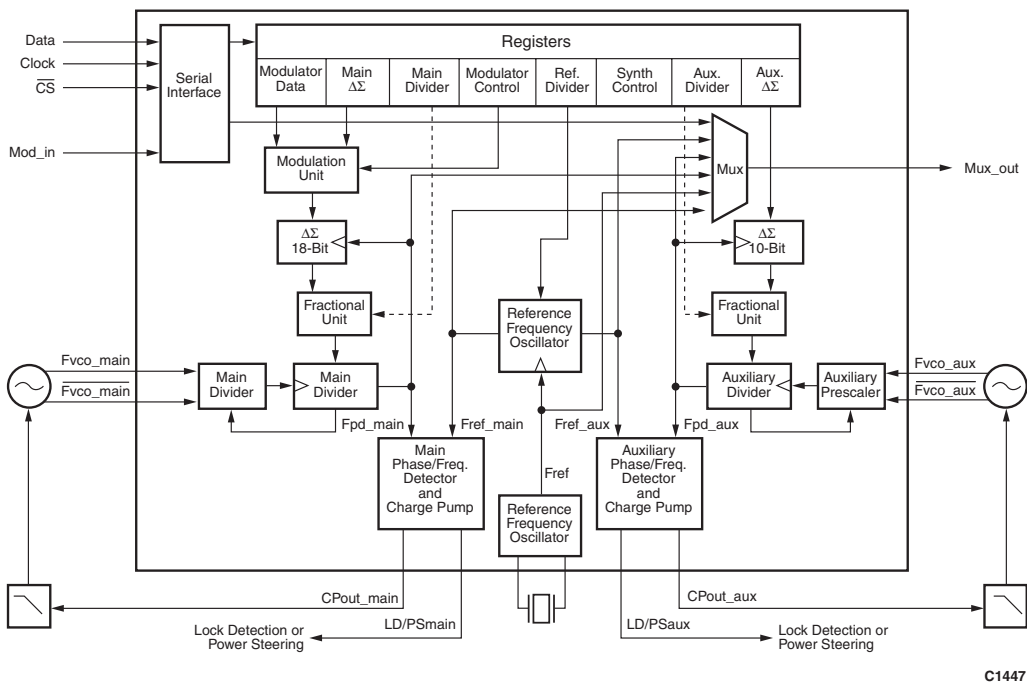 Registers
Data
Clock
CS
Mod_in
Serial
Interface
Modulator
Data
Main
ΔΣ
Main
Divider
Modulator
Control
Ref.
Divider
Synth
Control
Aux.
Divider
Aux.
ΔΣ
Modulation
Unit
Mux
Mux_out
ΔΣ
18-Bit
ΔΣ
10-Bit
Fractional
Unit
Reference
Frequency
Oscillator
Fractional
Unit
Fvco_main
Fvco_main
Main
Divider
Main
Divider
Auxiliary
Divider
Auxiliary
Prescaler
Fvco_aux
Fvco_aux
Fpd_main
Fref_main
Fref_aux
Fpd_aux
Main
Phase/Freq.
Detector
and
Charge Pump
Fref
Auxiliary
Phase/Freq.
Detector
and
Charge Pump
Reference
Frequency
Oscillator
CPout_main
CPout_aux
LD/PSmain
LD/PSaux
Lock Detection or
Power Steering
Lock Detection or
Power Steering
C1447